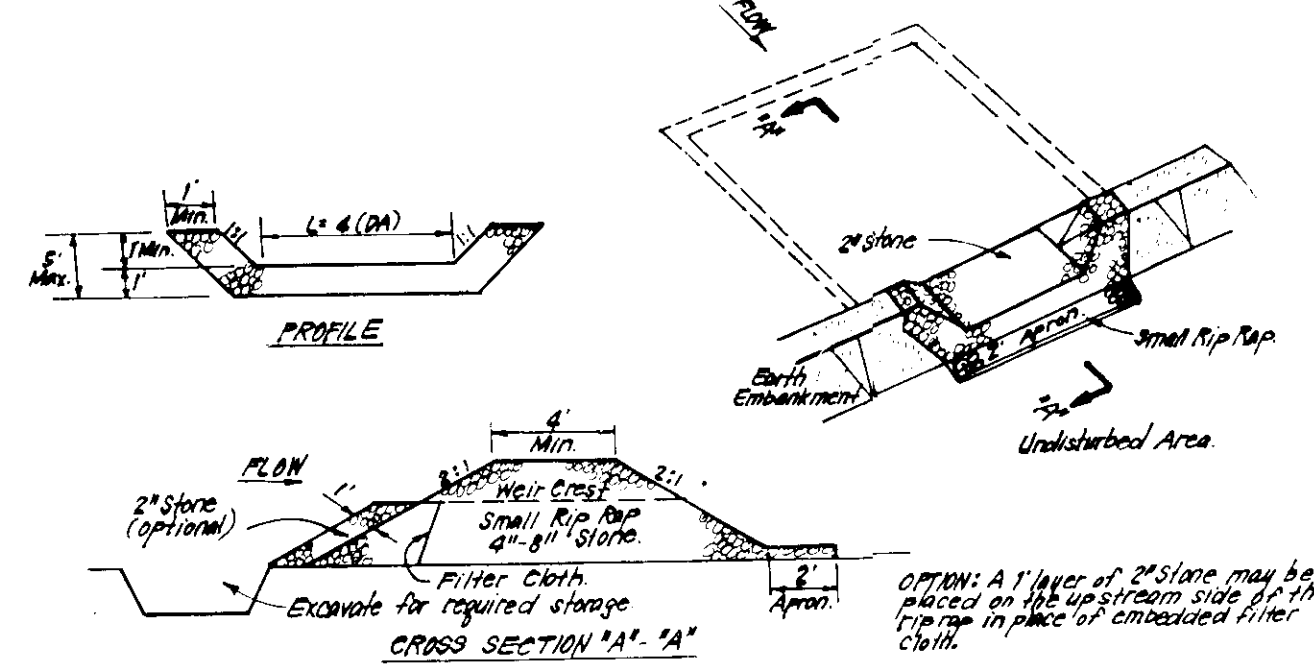 FLOW
"A"
1'
Min.
1:1
L = 4 (DA)
1:1
5'
Max.
1' Min.
1'
PROFILE
2" Stone
2' Apron.
Small Rip Rap.
Earth
Embankment
"A"
Undisturbed Area.
4'
Min.
FLOW
2:1
2:1
1'
2" Stone
(optional)
Weir Crest
Small Rip Rap
4"-8" Stone.
Filter Cloth.
Excavate for required storage
2'
Apron.
CROSS SECTION "A" - "A"
OPTION: A 1' layer of 2" Stone may be
placed on the upstream side of th
riprap in place of embedded filter
cloth.